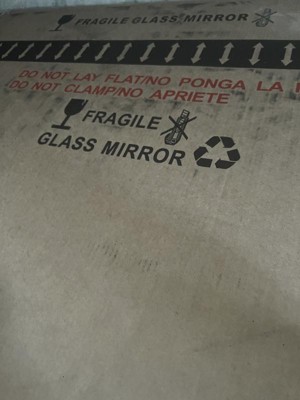 FRAGILE GLASS MIRROR
DO NOT LAY FLAT/NO PONGA LA
DO NOT CLAMP/NO APRIETE
FRAGILE
GLASS MIRROR